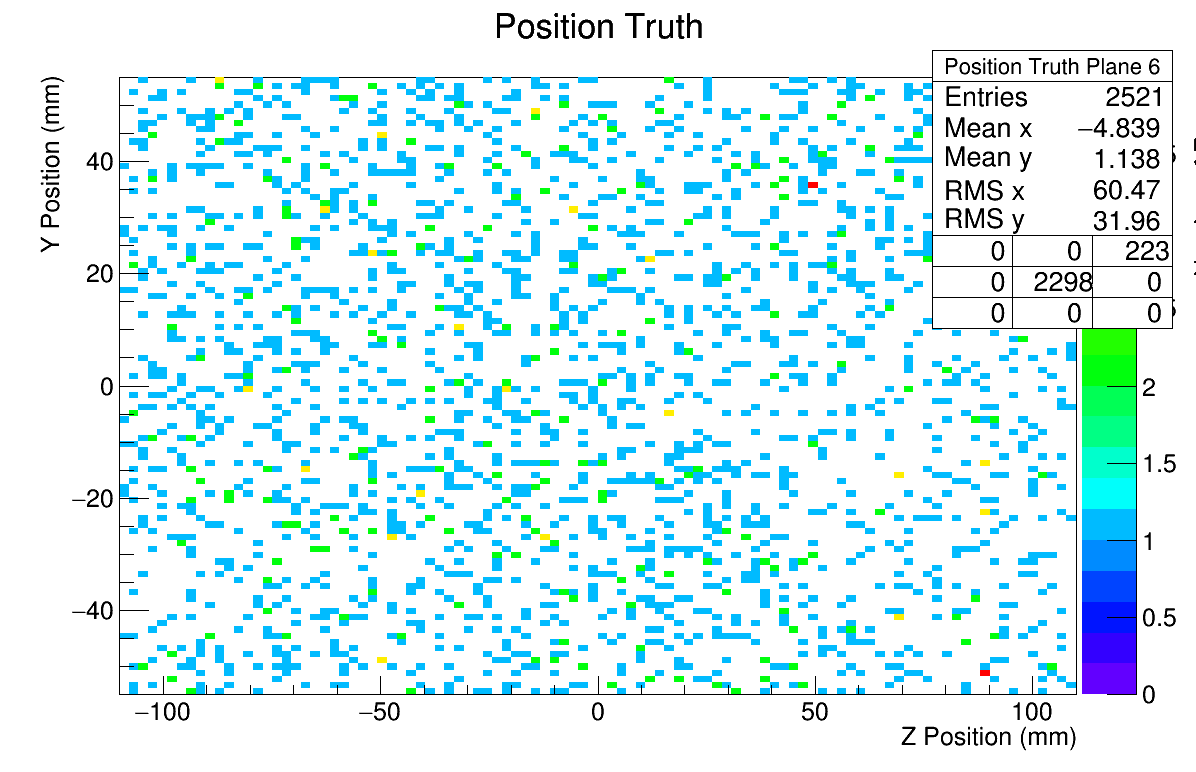 Position Truth
Position Truth Plane 6
Entries 2521
Mean x −4.839
Mean y 1.138
RMS x 60.47
RMS y 31.96
0 0 223
0 2298 0
0 0 0
Y Position (mm)
40
20
0
−20
−40
2
1.5
1
0.5
0
−100 −50 0 50 100
Z Position (mm)